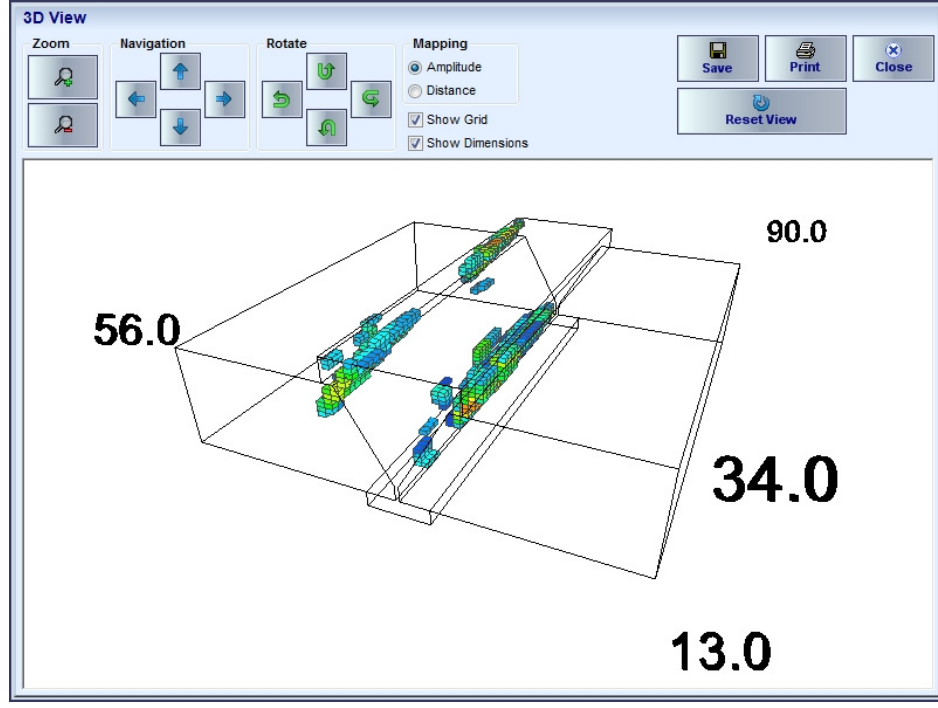 3D View
Zoom
Navigation
Rotate
Mapping
Amplitude
Distance
Show Grid
Show Dimensions
Save
Print
Close
Reset View
90.0
56.0
34.0
13.0